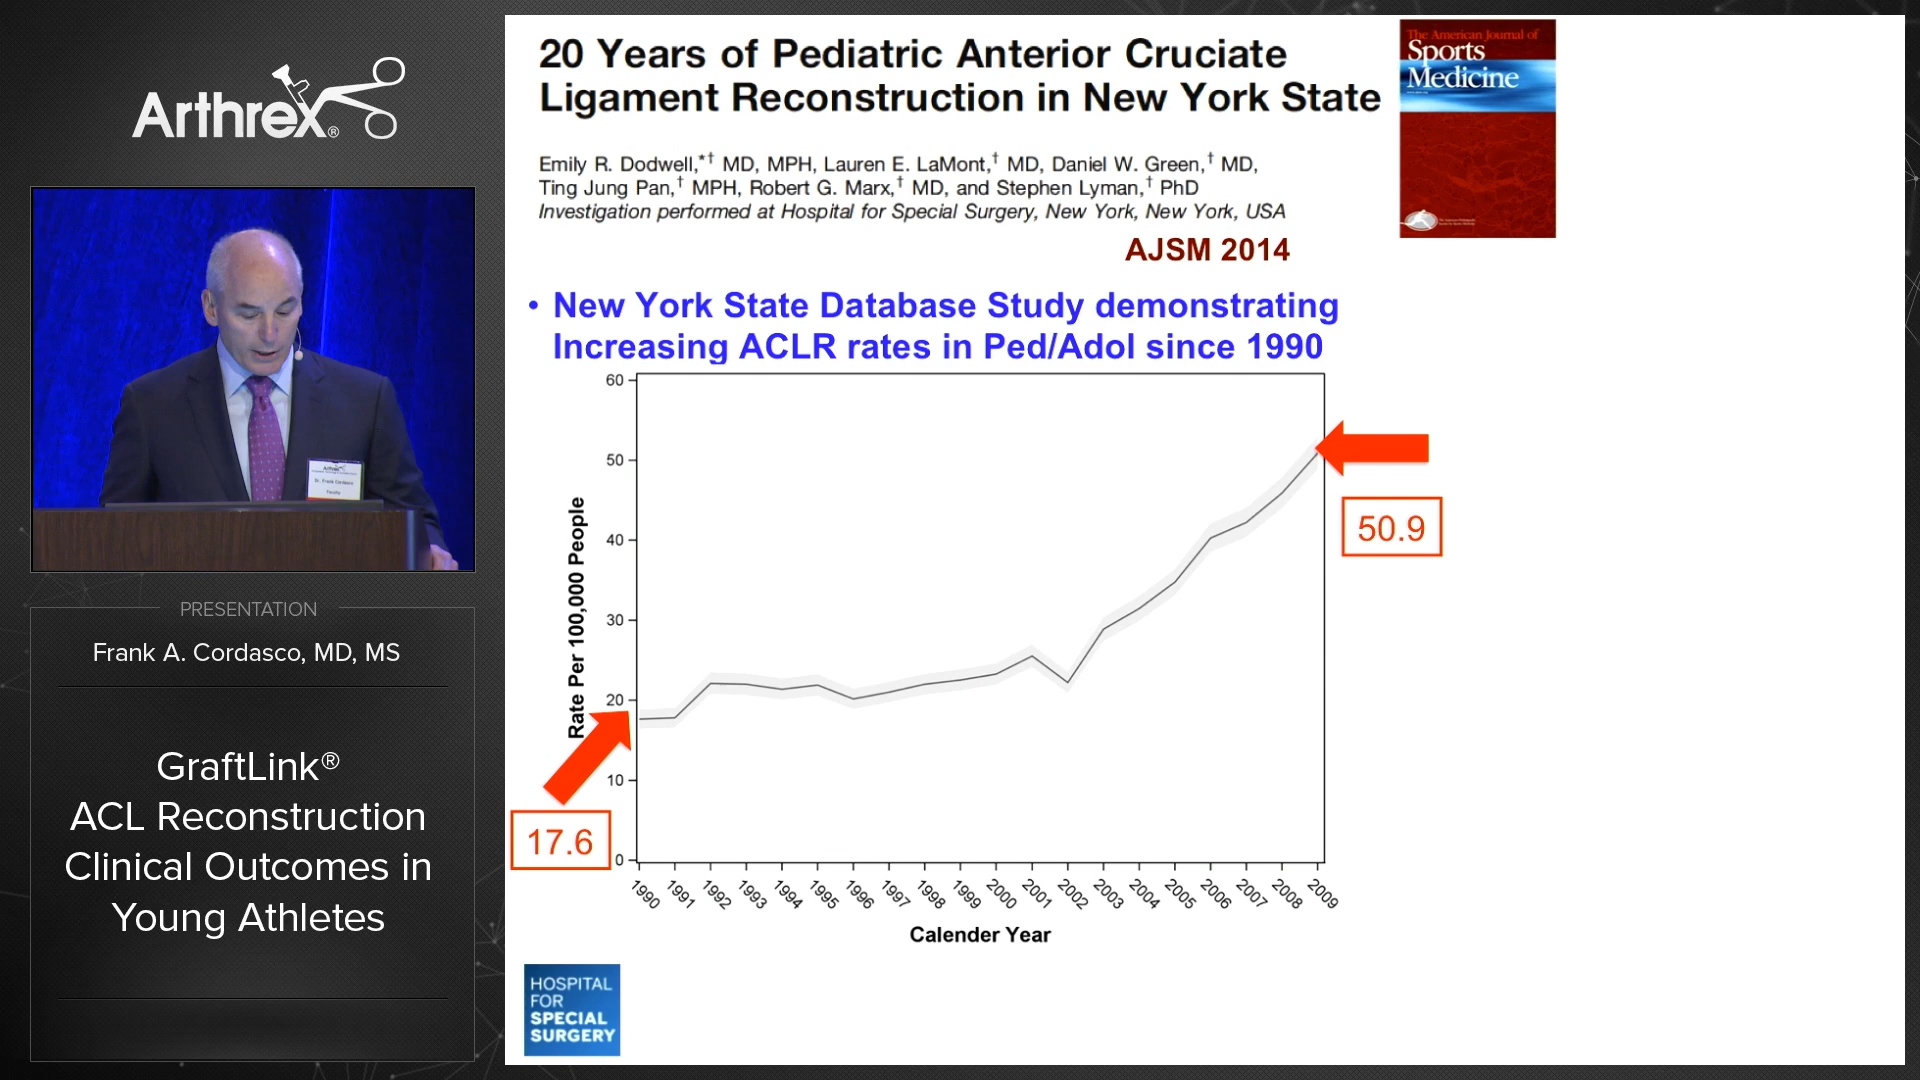 Arthrex®
PRESENTATION
Frank A. Cordasco, MD, MS
GraftLink®
ACL Reconstruction
Clinical Outcomes in
Young Athletes
20 Years of Pediatric Anterior Cruciate
Ligament Reconstruction in New York State
Emily R. Dodwell,*† MD, MPH, Lauren E. LaMont,† MD, Daniel W. Green,† MD,
Ting Jung Pan,† MPH, Robert G. Marx,† MD, and Stephen Lyman,† PhD
Investigation performed at Hospital for Special Surgery, New York, New York, USA
AJSM 2014
The American Journal of
Sports
Medicine
• New York State Database Study demonstrating
Increasing ACLR rates in Ped/Adol since 1990
Rate Per 100,000 People
60
50
40
30
20
10
0
17.6
50.9
1990 1991 1992 1993 1994 1995 1996 1997 1998 1999 2000 2001 2002 2003 2004 2005 2006 2007 2008 2009
Calender Year
HOSPITAL
FOR
SPECIAL
SURGERY
Arthrex
Dr. Frank Cordasco
Faculty